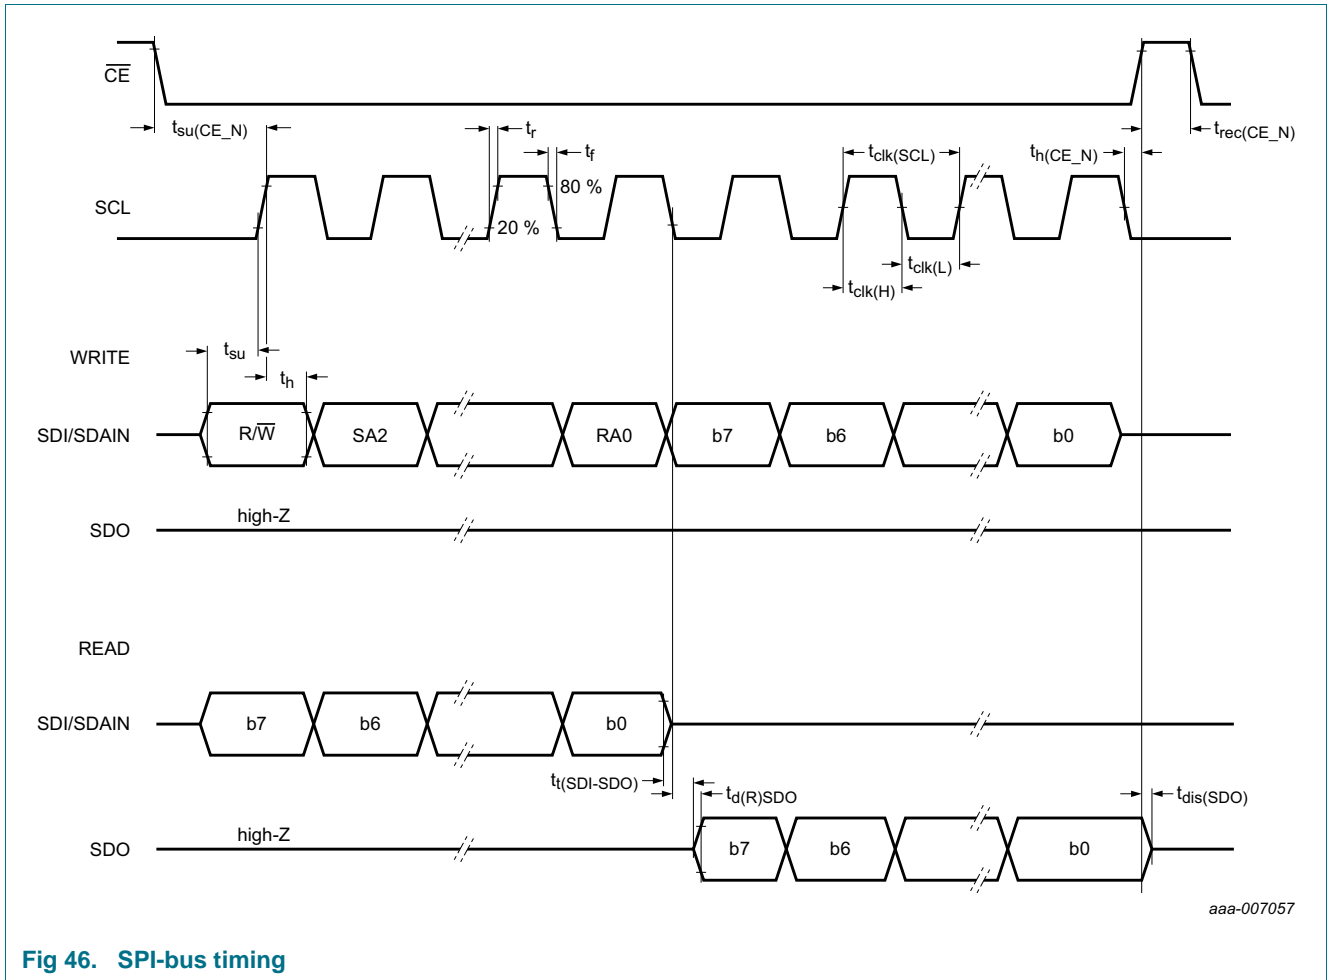 CE
tsu(CE_N)
tr
tf
tclk(SCL)
th(CE_N)
trec(CE_N)
SCL
80 %
20 %
tclk(L)
tclk(H)
WRITE
tsu
th
SDI/SDAIN
R/W
SA2
RA0
b7
b6
b0
SDO
high-Z
READ
SDI/SDAIN
b7
b6
b0
tt(SDI-SDO)
td(R)SDO
tdis(SDO)
SDO
high-Z
b7
b6
b0
aaa-007057
Fig 46. SPI-bus timing